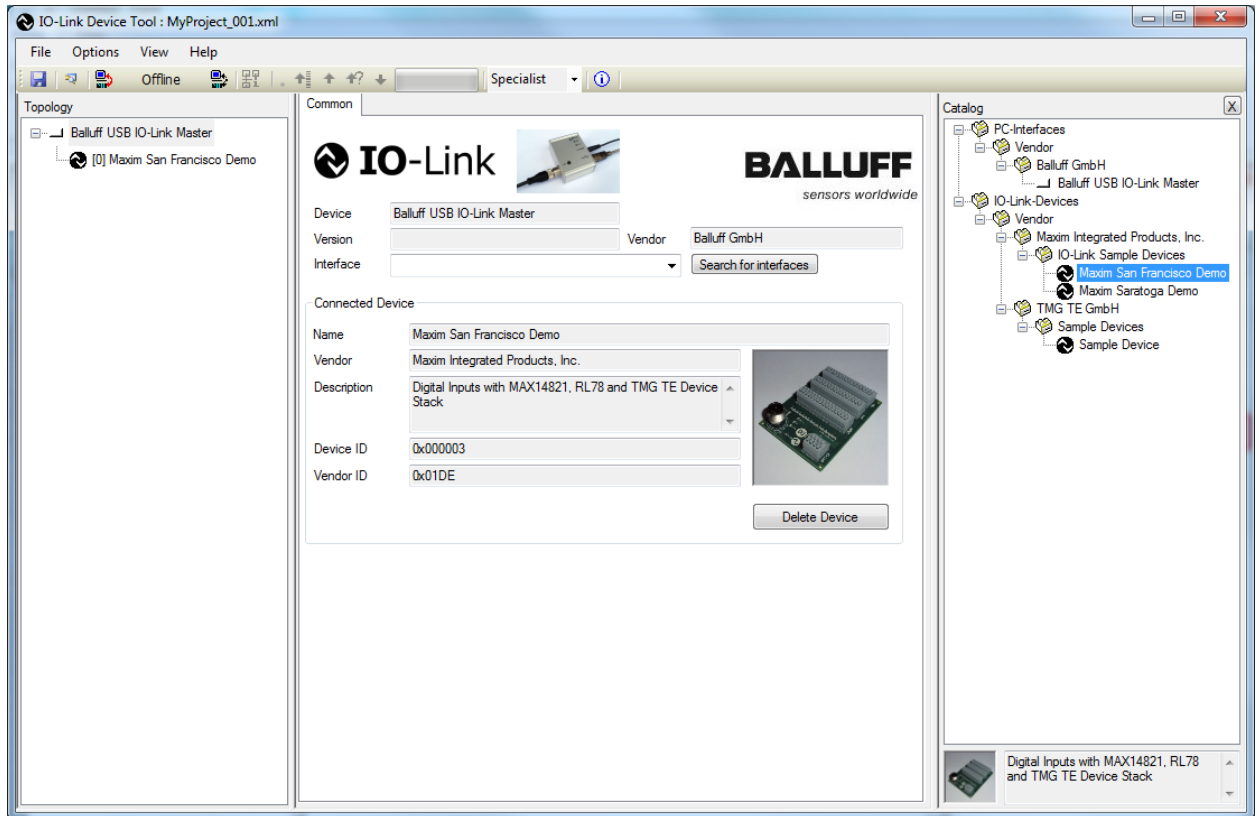 IO-Link Device Tool : MyProject_001.xml
File Options View Help
Offline Specialist
Topology
Balluff USB IO-Link Master
[0] Maxim San Francisco Demo
Common
IO-Link
BALLUFF
sensors worldwide
Device Balluff USB IO-Link Master
Version Vendor Balluff GmbH
Interface Search for interfaces
Connected Device
Name Maxim San Francisco Demo
Vendor Maxim Integrated Products, Inc.
Description Digital Inputs with MAX14821, RL78 and TMG TE Device
Stack
Device ID 0x000003
Vendor ID 0x01DE
Delete Device
Catalog X
PC-Interfaces
Vendor
Balluff GmbH
Balluff USB IO-Link Master
IO-Link-Devices
Vendor
Maxim Integrated Products, Inc.
IO-Link Sample Devices
Maxim San Francisco Demo
Maxim Saratoga Demo
TMG TE GmbH
Sample Devices
Sample Device
Digital Inputs with MAX14821, RL78
and TMG TE Device Stack